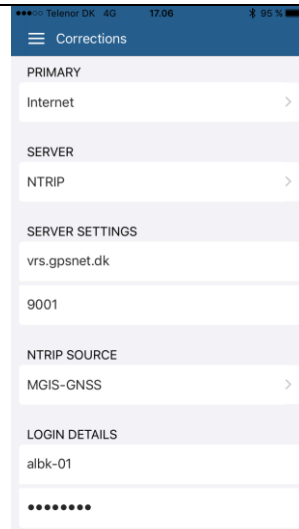 Telenor DK 4G 17.06 95 %
Corrections
PRIMARY
Internet
SERVER
NTRIP
SERVER SETTINGS
vrs.gpsnet.dk
9001
NTRIP SOURCE
MGIS-GNSS
LOGIN DETAILS
albk-01
••••••••